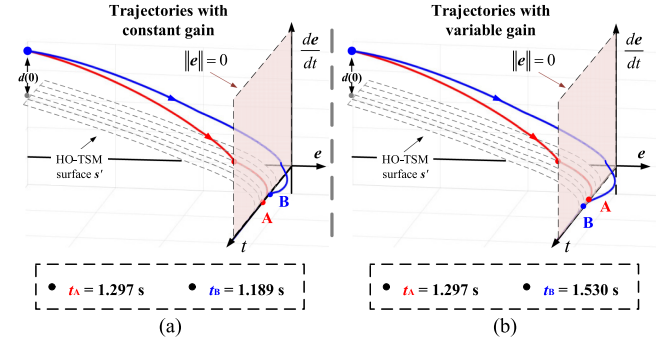 Trajectories with
constant gain
de
dt
||e|| = 0
d(0)
HO-TSM
surface s′
e
B
A
t
tA = 1.297 s
tB = 1.189 s
(a)
Trajectories with
variable gain
de
dt
||e|| = 0
d(0)
HO-TSM
surface s′
e
A
B
t
tA = 1.297 s
tB = 1.530 s
(b)